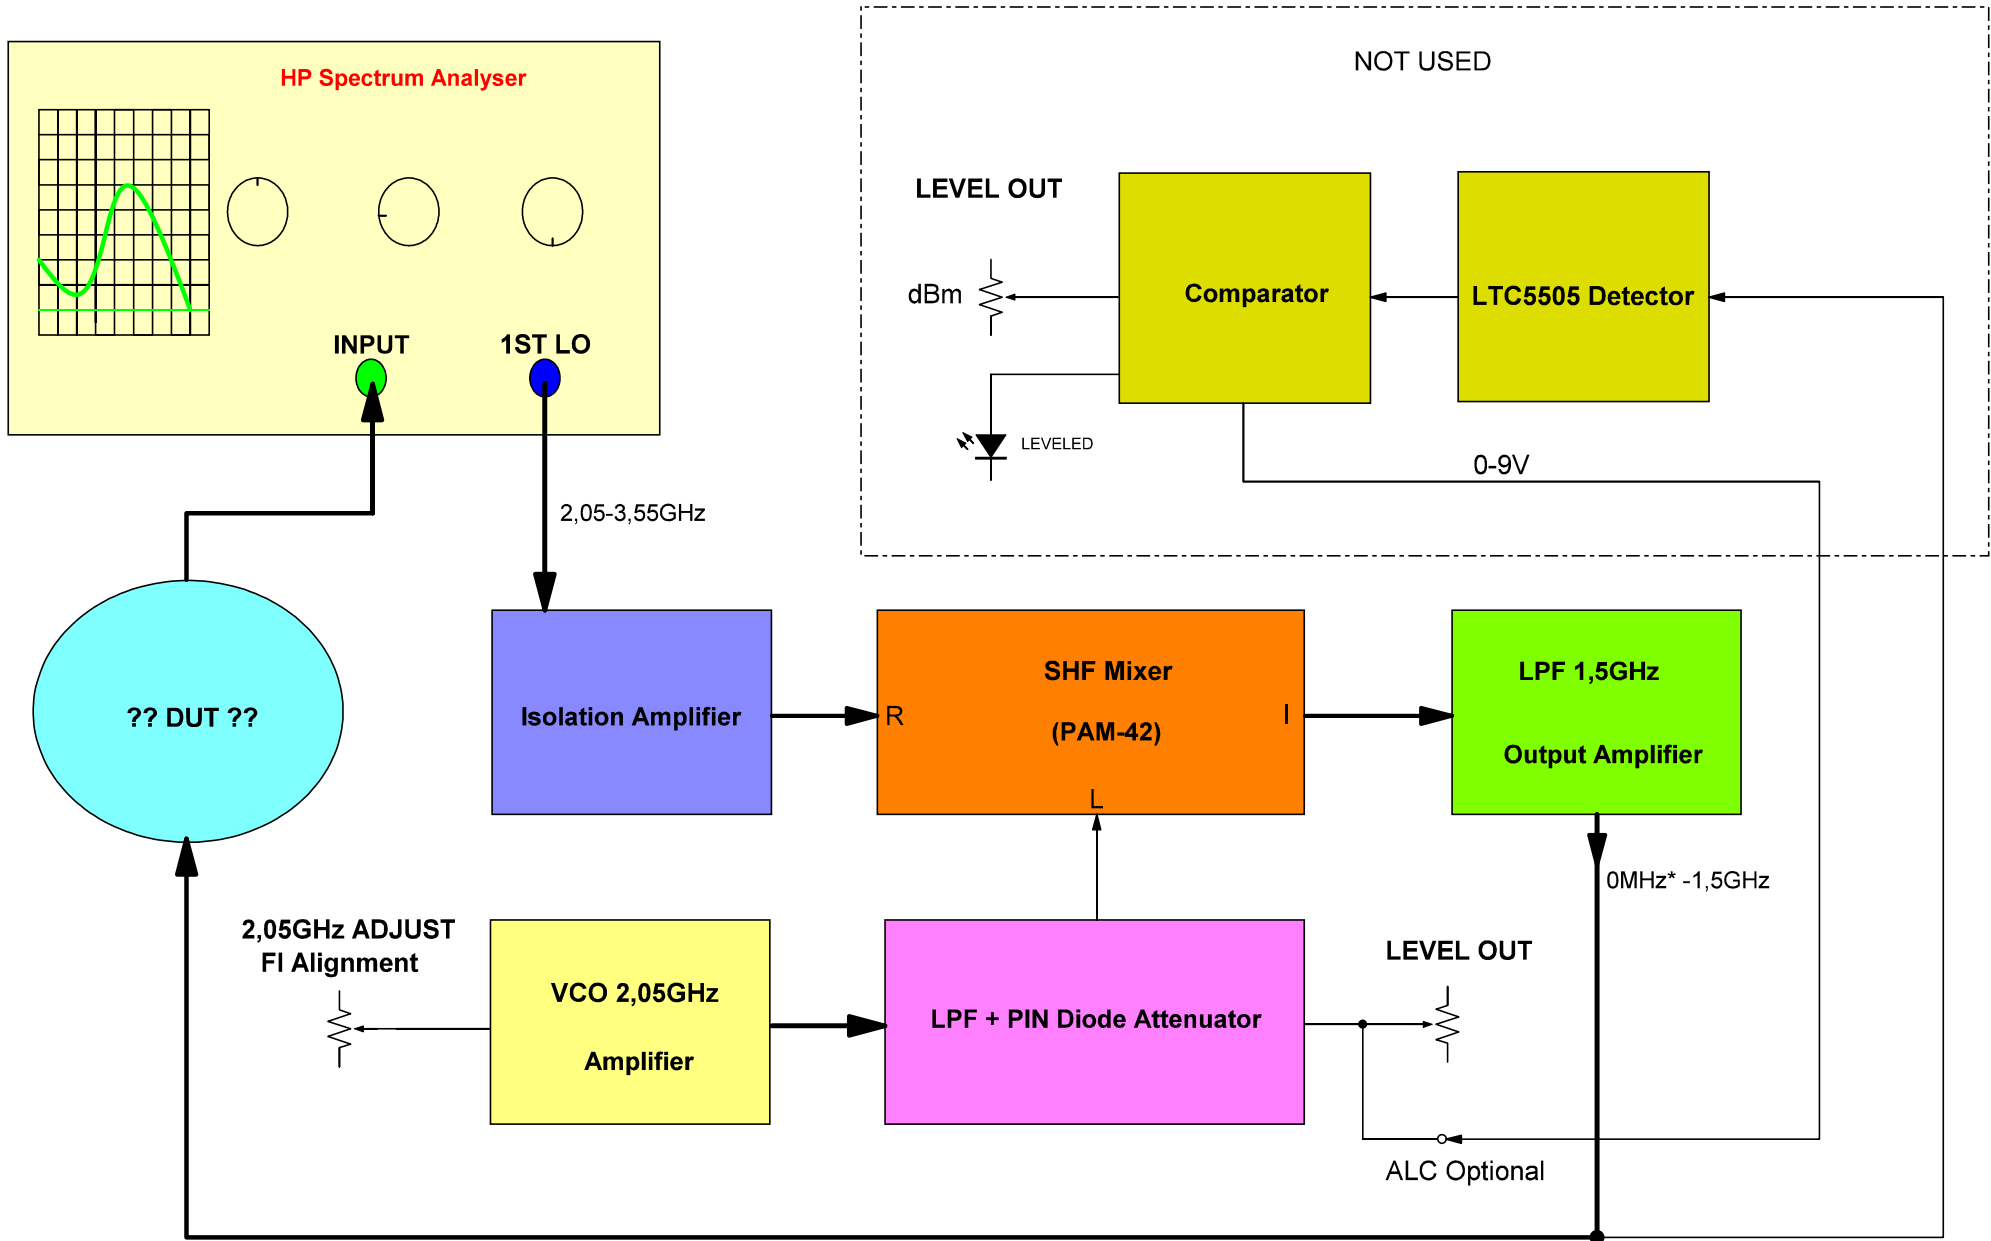 NOT USED
HP Spectrum Analyser
LEVEL OUT
dBm
Comparator
LTC5505 Detector
INPUT
1ST LO
LEVELED
0-9V
2,05-3,55GHz
?? DUT ??
Isolation Amplifier
R
SHF Mixer
(PAM-42)
I
L
LPF 1,5GHz
Output Amplifier
0MHz* -1,5GHz
2,05GHz ADJUST
FI Alignment
VCO 2,05GHz
Amplifier
LPF + PIN Diode Attenuator
LEVEL OUT
ALC Optional